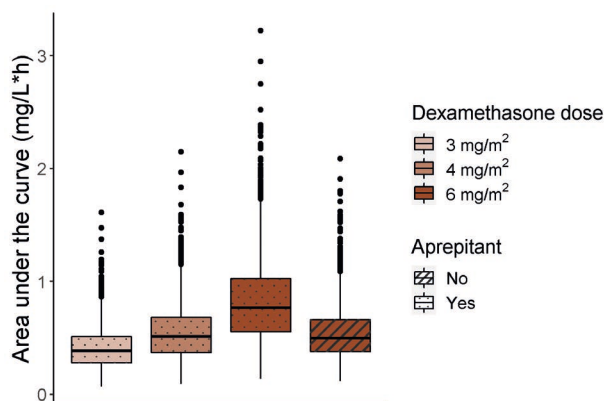 Area under the curve (mg/L*h)
3
2
1
0
Dexamethasone dose
3 mg/m²
4 mg/m²
6 mg/m²
Aprepitant
No
Yes